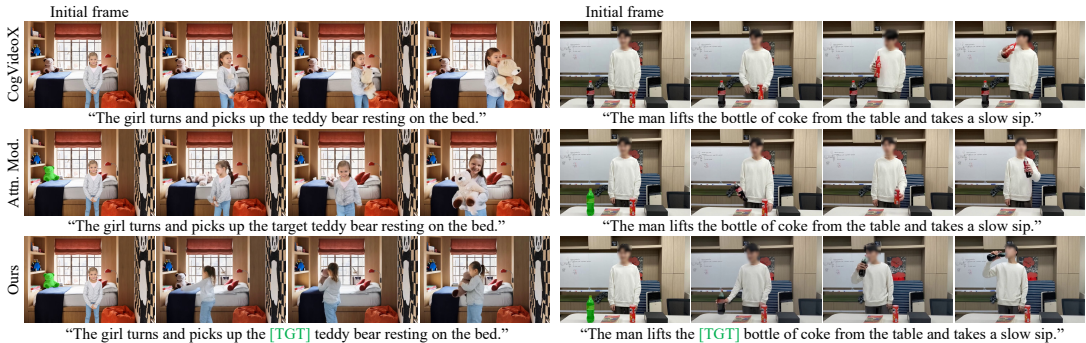 Initial frame
Initial frame
CogVideoX
“The girl turns and picks up the teddy bear resting on the bed.”
“The man lifts the bottle of coke from the table and takes a slow sip.”
Attn. Mod.
“The girl turns and picks up the target teddy bear resting on the bed.”
“The man lifts the bottle of coke from the table and takes a slow sip.”
Ours
“The girl turns and picks up the [TGT] teddy bear resting on the bed.”
“The man lifts the [TGT] bottle of coke from the table and takes a slow sip.”